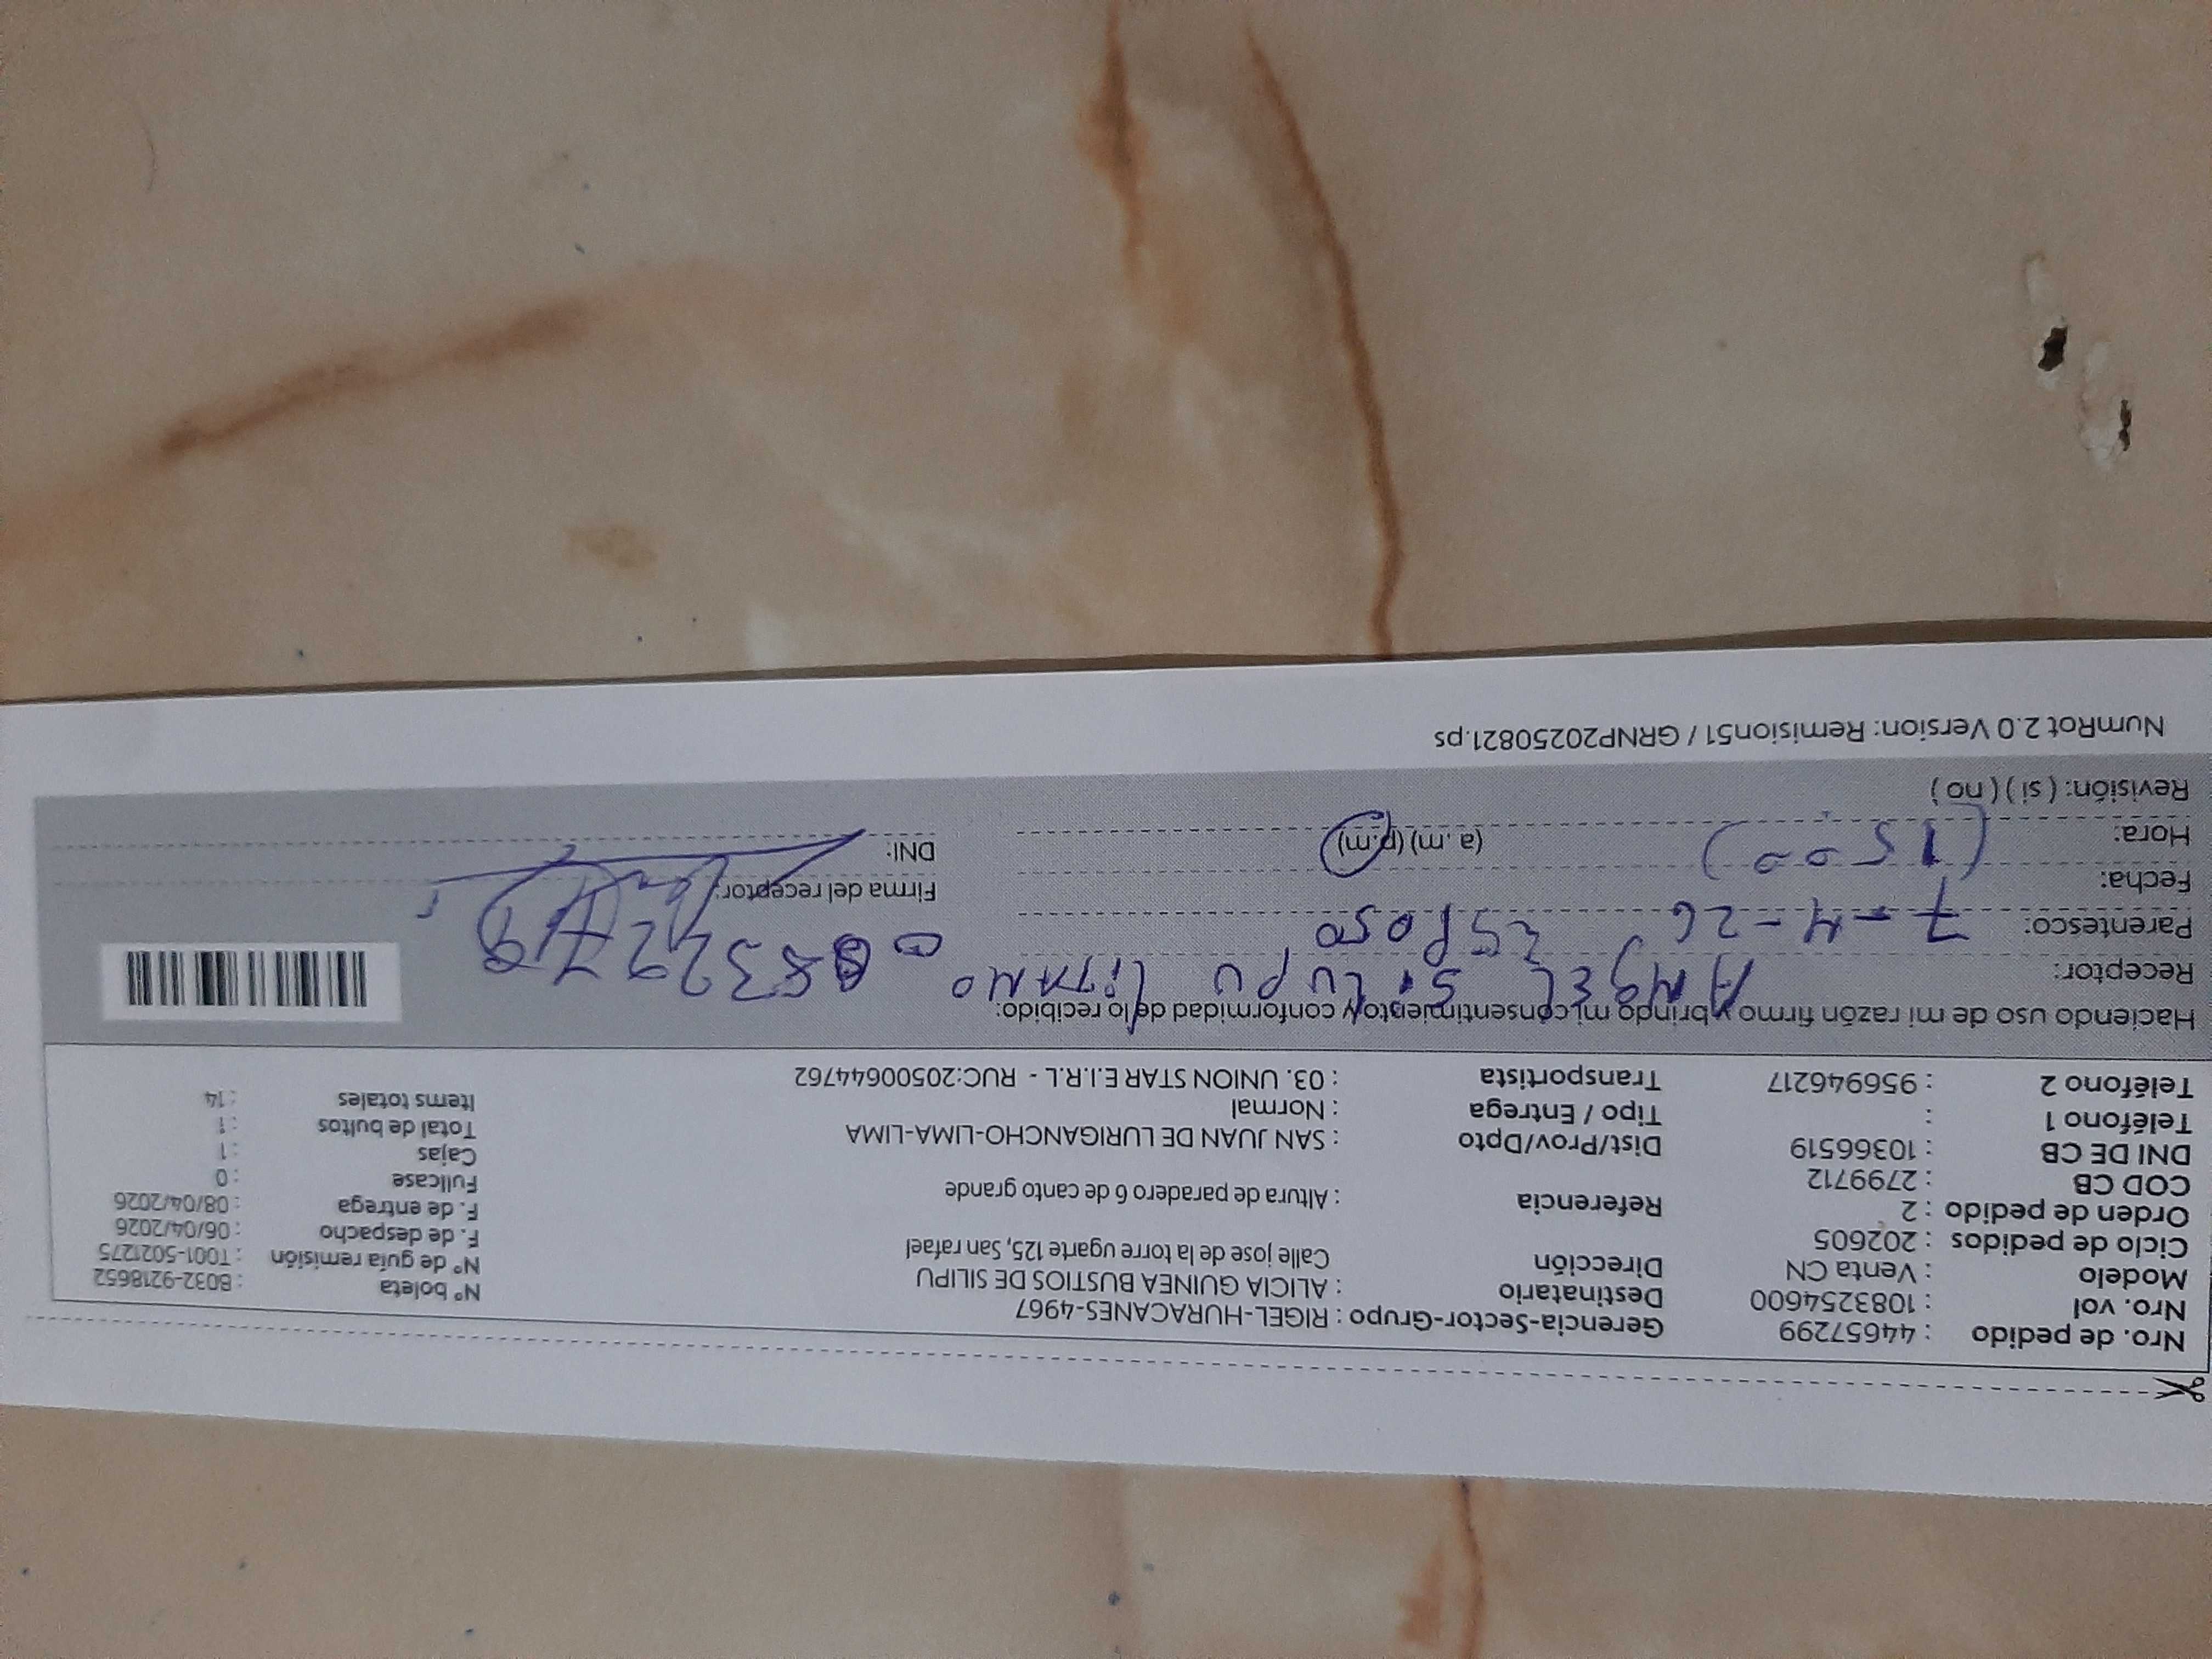 Nro. de pedido : 44657299
Nro. vol : 1083254600
Modelo : Venta CN
Ciclo de pedidos : 202605
Orden de pedido : 2
COD CB : 2799712
DNI DE CB : 10366519
Teléfono 1 :
Teléfono 2 : 956946217
Gerencia-Sector-Grupo : RIGEL-HURACANES-4967
Destinatario : ALICIA GUINEA BUSTIOS DE SILIPU
Dirección Calle jose de la torre ugarte 125, San rafael
Referencia : Altura de paradero 6 de canto grande
Dist/Prov/Dpto : SAN JUAN DE LURIGANCHO-LIMA-LIMA
Tipo / Entrega : Normal
Transportista : 03. UNION STAR E.I.R.L - RUC:20500644762
N° boleta : B032-9218652
N° de guía remisión : T001-5021275
F. de despacho : 06/04/2026
F. de entrega : 08/04/2026
Fullcase : 0
Cajas : 1
Total de bultos : 1
Items totales : 14
Haciendo uso de mi razón firmo y brindo mi consentimiento y conformidad de lo recibido:
Receptor: ANGEL
Parentesco: ESPOSO
Fecha: 7-4-26
Hora: (15 00) (a.m) (p.m)
Revisión: ( si ) ( no )
Firma del receptor:
DNI:
NumRot 2.0 Version: Remision51 / GRNP20250821.ps